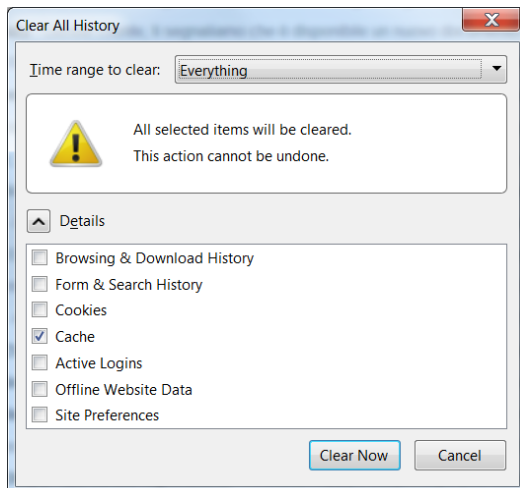 Clear All History
Time range to clear: Everything
All selected items will be cleared.
This action cannot be undone.
Details
Browsing & Download History
Form & Search History
Cookies
Cache
Active Logins
Offline Website Data
Site Preferences
Clear Now Cancel